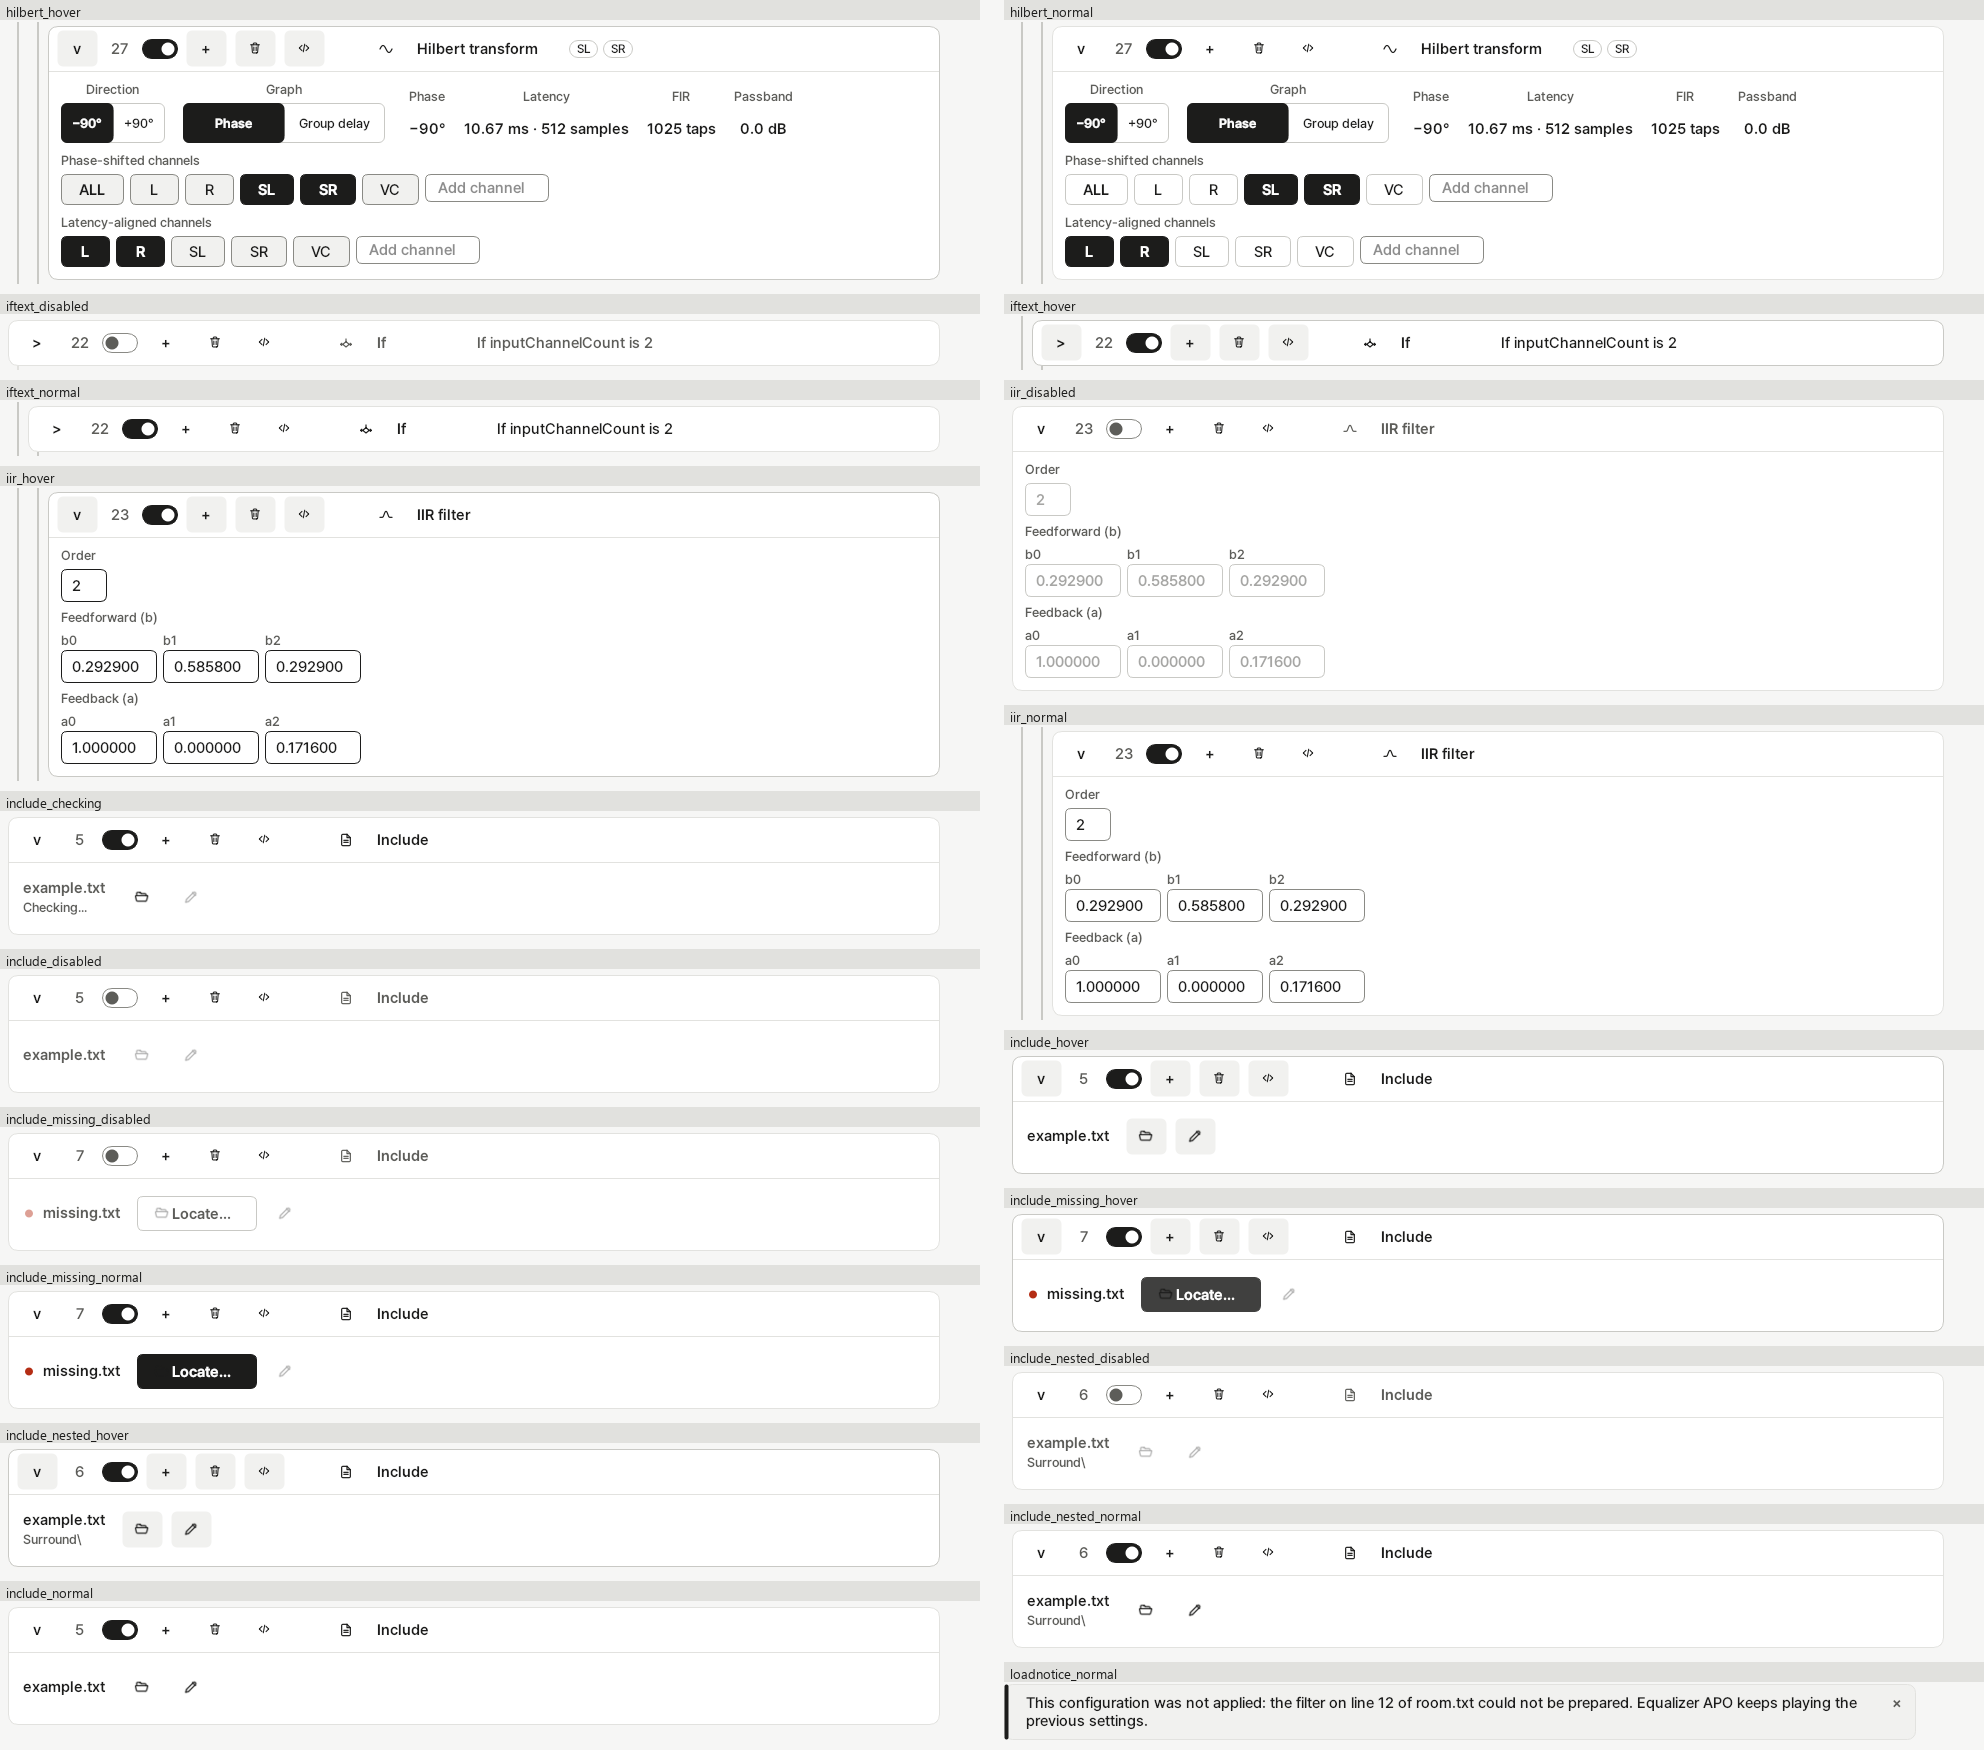 hilbert_hover
v 27 + </> Hilbert transform SL SR
Direction Graph Phase Latency FIR Passband
−90° +90° Phase Group delay −90° 10.67 ms · 512 samples 1025 taps 0.0 dB
Phase-shifted channels
ALL L R SL SR VC Add channel
Latency-aligned channels
L R SL SR VC Add channel
iftext_disabled
> 22 + </> If If inputChannelCount is 2
iftext_normal
> 22 + </> If If inputChannelCount is 2
iir_hover
v 23 + </> IIR filter
Order
2
Feedforward (b)
b0 b1 b2
0.292900 0.585800 0.292900
Feedback (a)
a0 a1 a2
1.000000 0.000000 0.171600
include_checking
v 5 + </> Include
example.txt
Checking...
include_disabled
v 5 + </> Include
example.txt
include_missing_disabled
v 7 + </> Include
missing.txt Locate...
include_missing_normal
v 7 + </> Include
missing.txt Locate...
include_nested_hover
v 6 + </> Include
example.txt
Surround\
include_normal
v 5 + </> Include
example.txt
hilbert_normal
v 27 + </> Hilbert transform SL SR
Direction Graph Phase Latency FIR Passband
−90° +90° Phase Group delay −90° 10.67 ms · 512 samples 1025 taps 0.0 dB
Phase-shifted channels
ALL L R SL SR VC Add channel
Latency-aligned channels
L R SL SR VC Add channel
iftext_hover
> 22 + </> If If inputChannelCount is 2
iir_disabled
v 23 + </> IIR filter
Order
2
Feedforward (b)
b0 b1 b2
0.292900 0.585800 0.292900
Feedback (a)
a0 a1 a2
1.000000 0.000000 0.171600
iir_normal
v 23 + </> IIR filter
Order
2
Feedforward (b)
b0 b1 b2
0.292900 0.585800 0.292900
Feedback (a)
a0 a1 a2
1.000000 0.000000 0.171600
include_hover
v 5 + </> Include
example.txt
include_missing_hover
v 7 + </> Include
missing.txt Locate...
include_nested_disabled
v 6 + </> Include
example.txt
Surround\
include_nested_normal
v 6 + </> Include
example.txt
Surround\
loadnotice_normal
This configuration was not applied: the filter on line 12 of room.txt could not be prepared. Equalizer APO keeps playing the ×
previous settings.